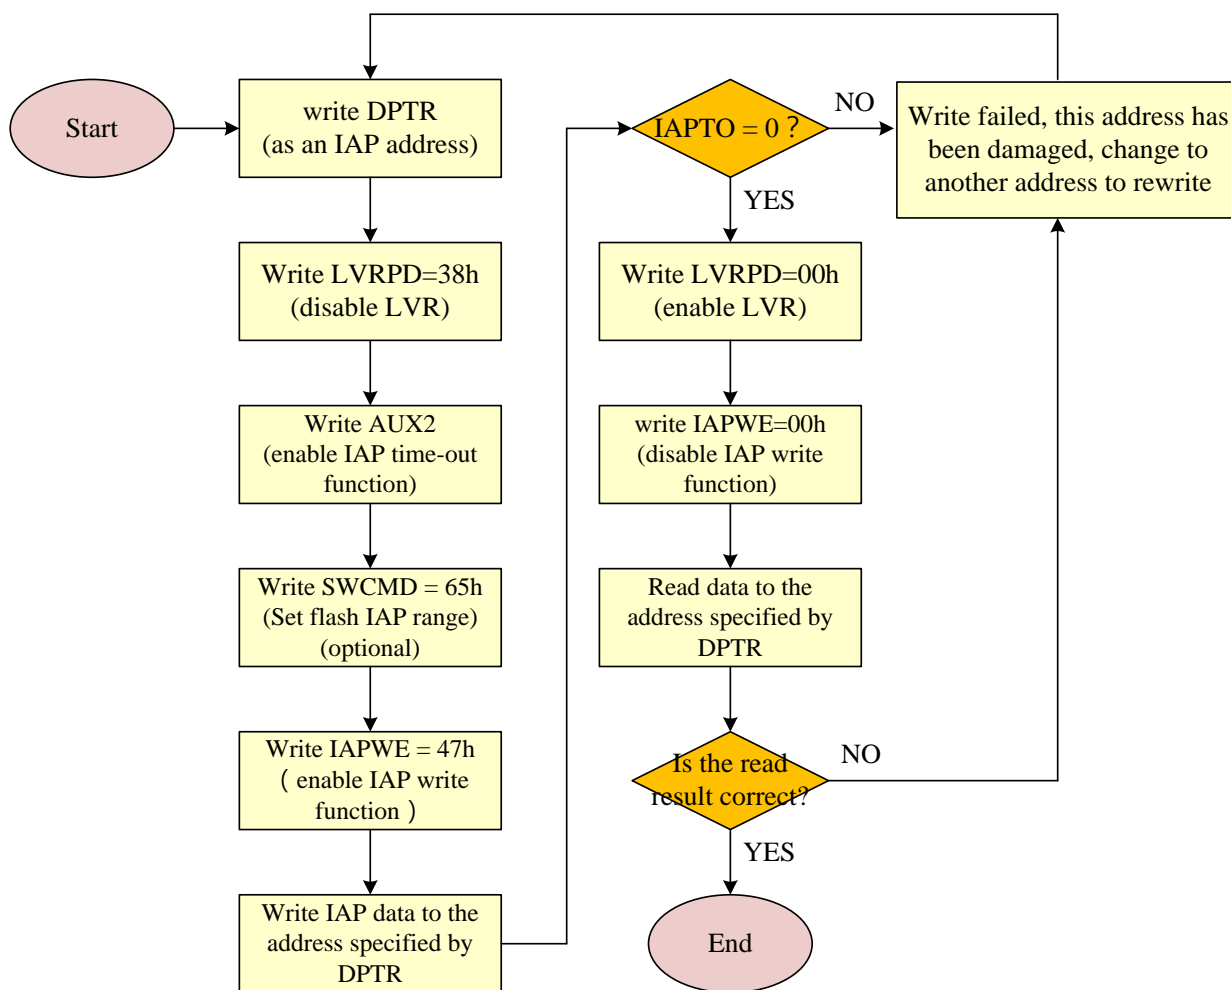 Start
write DPTR
(as an IAP address)
Write LVRPD=38h
(disable LVR)
Write AUX2
(enable IAP time-out
function)
Write SWCMD = 65h
(Set flash IAP range)
(optional)
Write IAPWE = 47h
( enable IAP write
function )
Write IAP data to the
address specified by
DPTR
IAPTO = 0 ?
NO
YES
Write failed, this address has
been damaged, change to
another address to rewrite
Write LVRPD=00h
(enable LVR)
write IAPWE=00h
(disable IAP write
function)
Read data to the
address specified by
DPTR
Is the read
result correct?
NO
YES
End